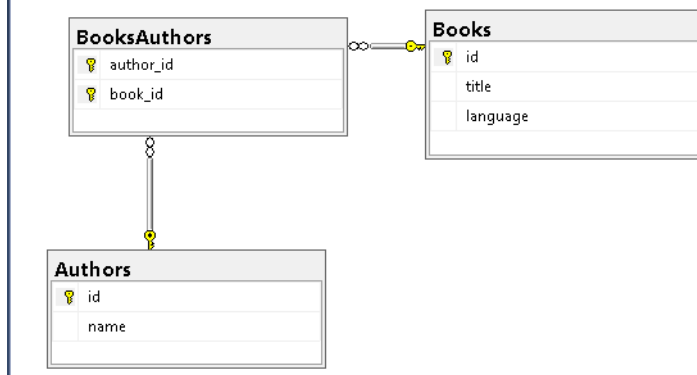 BooksAuthors
author_id
book_id
Books
id
title
language
Authors
id
name